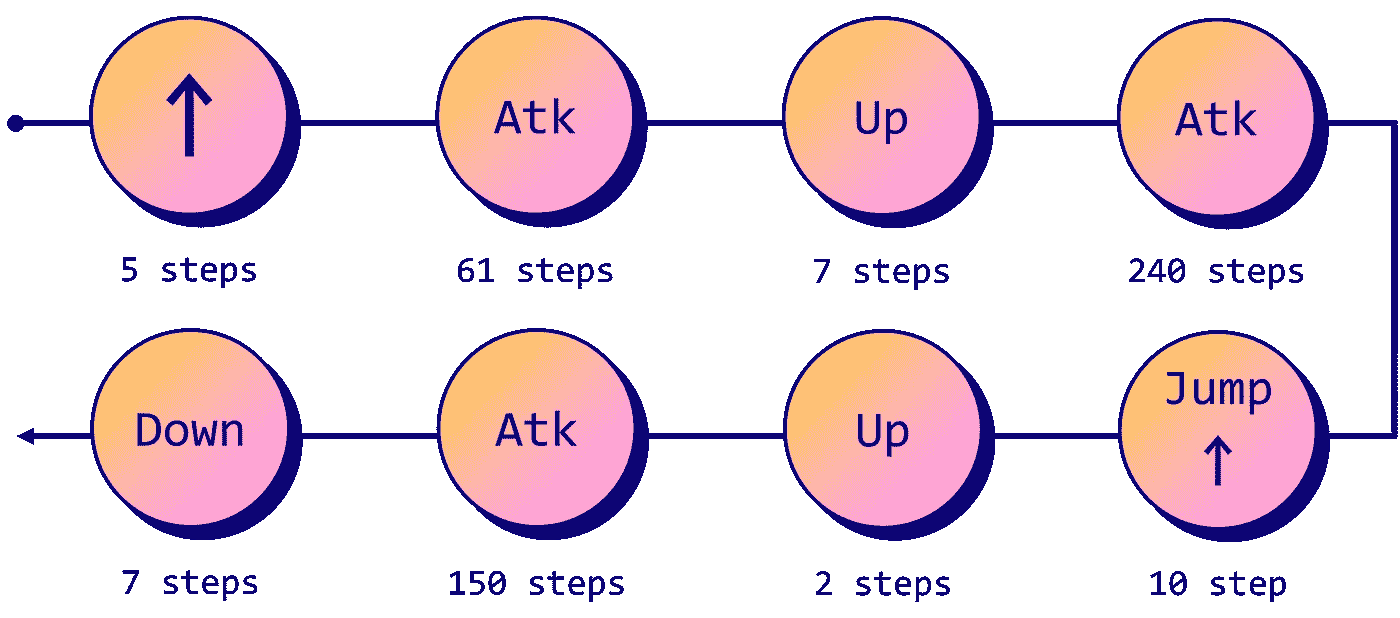 Atk
Up
Atk
5 steps
61 steps
7 steps
240 steps
Jump
Up
Atk
Down
10 step
2 steps
150 steps
7 steps